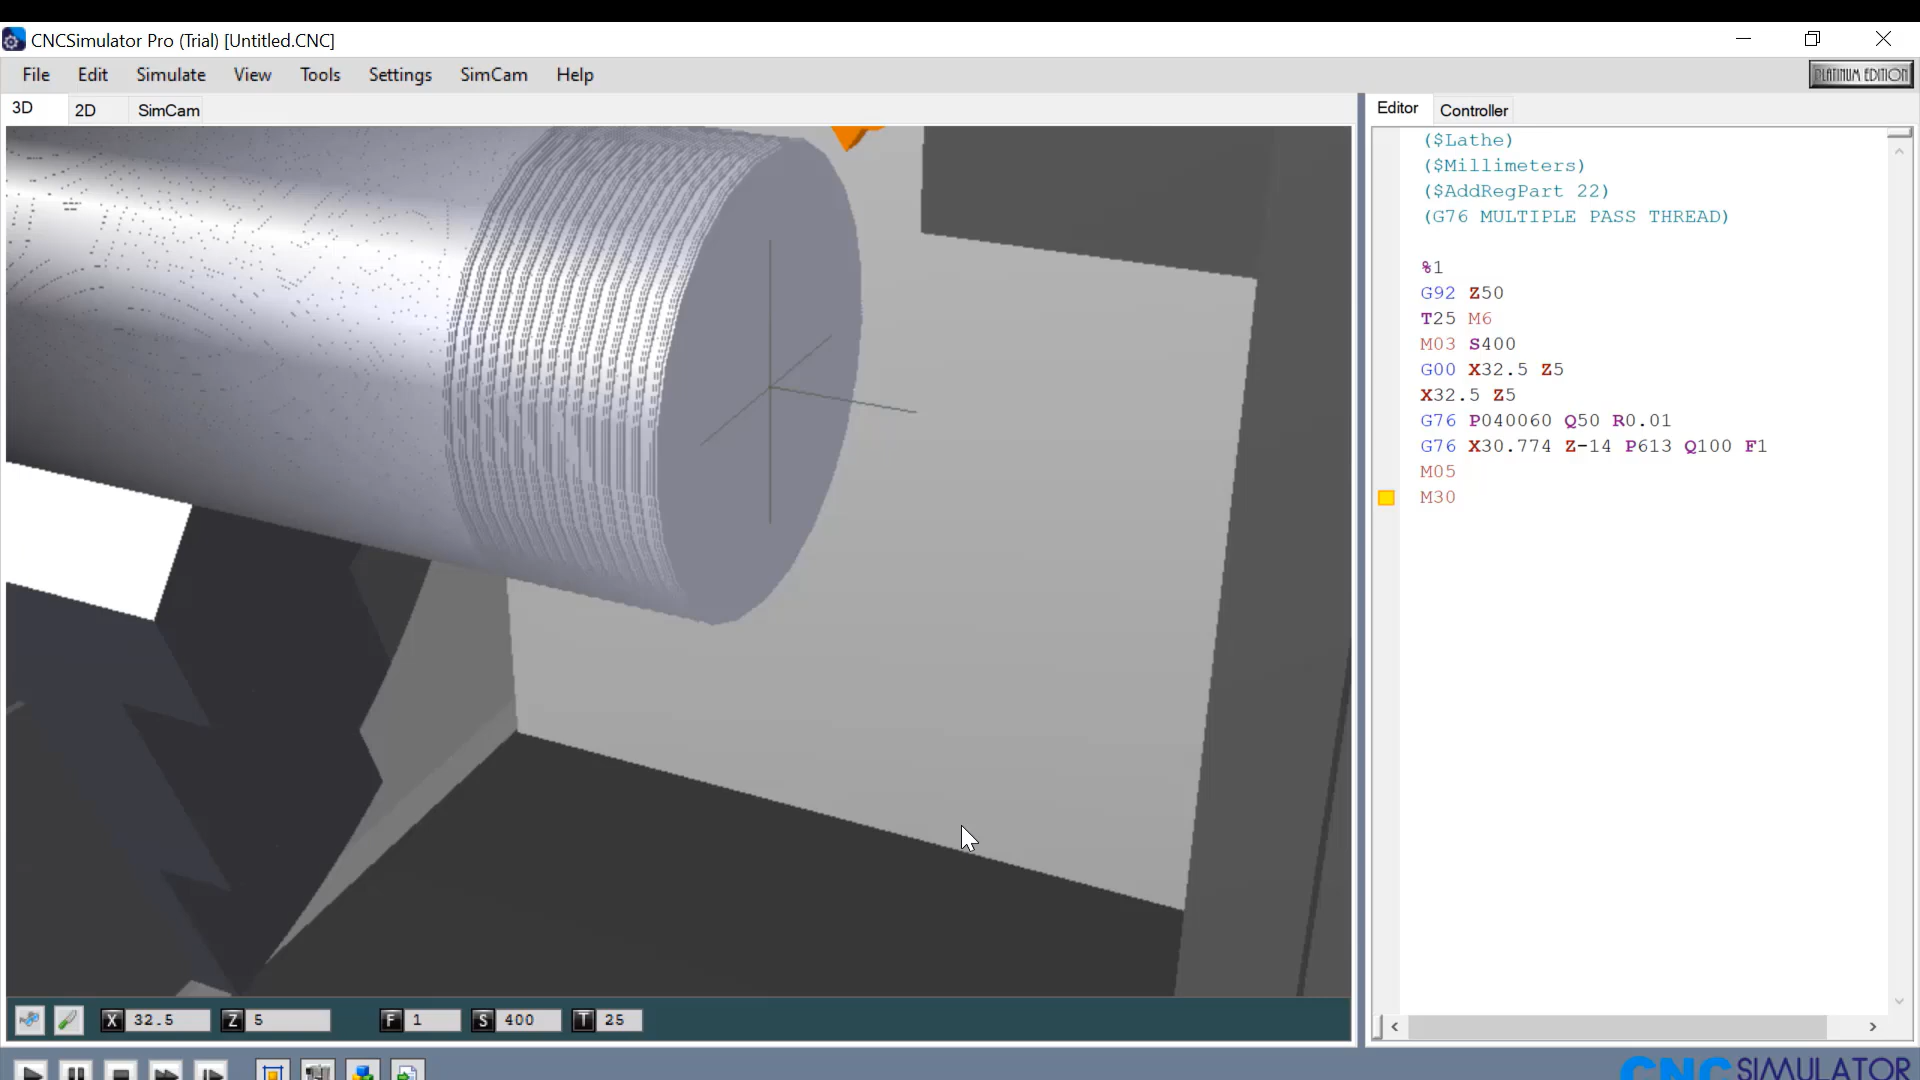 CNCSimulator Pro (Trial) [Untitled.CNC]
File Edit Simulate View Tools Settings SimCam Help
PLATINUM EDITION
3D 2D SimCam
Editor Controller
($Lathe)
($Millimeters)
($AddRegPart 22)
(G76 MULTIPLE PASS THREAD)
%1
G92 Z50
T25 M6
M03 S400
G00 X32.5 Z5
X32.5 Z5
G76 P040060 Q50 R0.01
G76 X30.774 Z-14 P613 Q100 F1
M05
M30
X 32.5 Z 5 F 1 S 400 T 25
CNC SIMULATOR